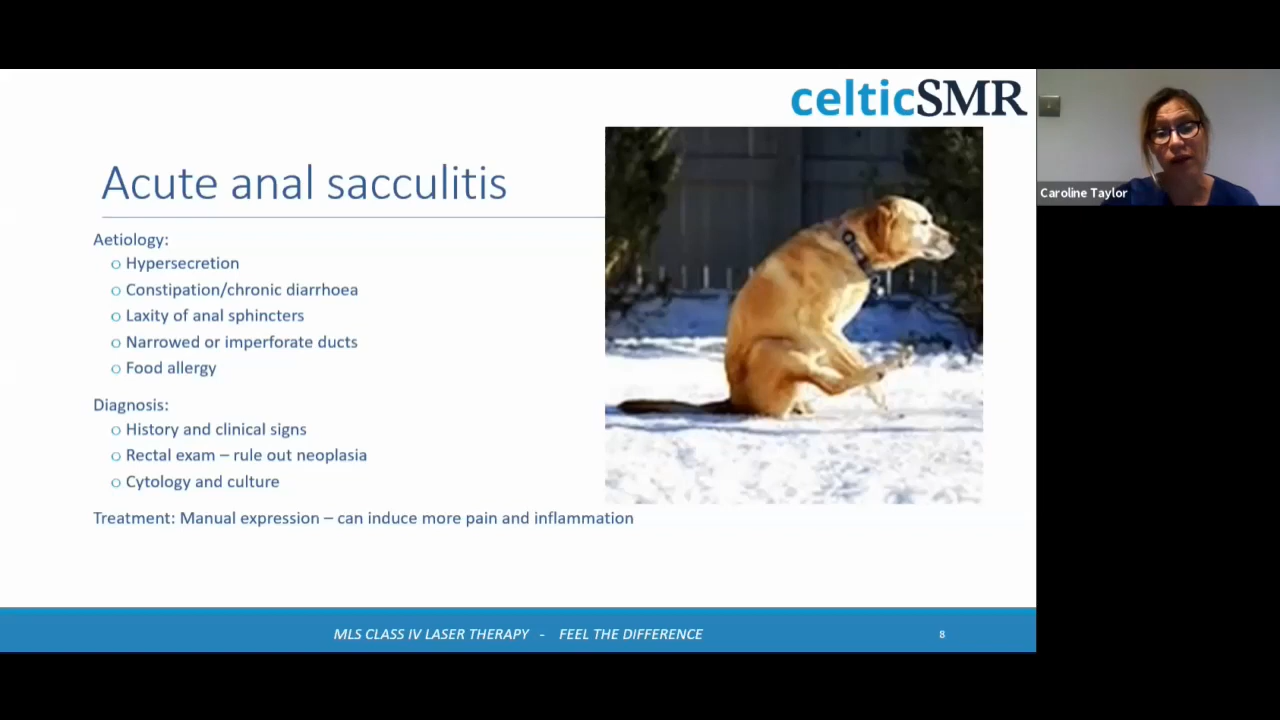 celticSMR
Acute anal sacculitis
Aetiology:
o Hypersecretion
o Constipation/chronic diarrhoea
o Laxity of anal sphincters
o Narrowed or imperforate ducts
o Food allergy
Diagnosis:
o History and clinical signs
o Rectal exam – rule out neoplasia
o Cytology and culture
Treatment: Manual expression – can induce more pain and inflammation
MLS CLASS IV LASER THERAPY - FEEL THE DIFFERENCE
8
Caroline Taylor